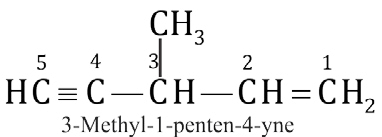 CH₃
5 4 3 2 1
HC≡C—CH—CH=CH₂
3-Methyl-1-penten-4-yne